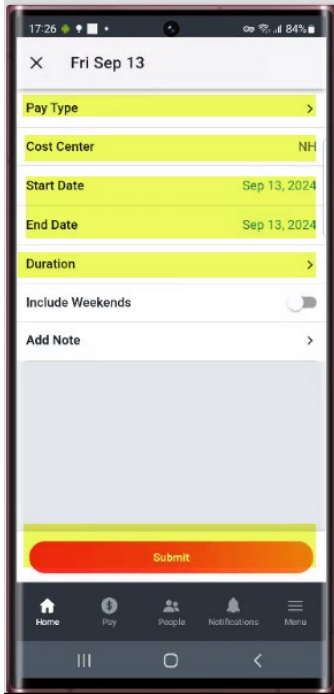 17:26 84%
Fri Sep 13
Pay Type
Cost Center NH
Start Date Sep 13, 2024
End Date Sep 13, 2024
Duration
Include Weekends
Add Note
Submit
Home Pay People Notifications Menu